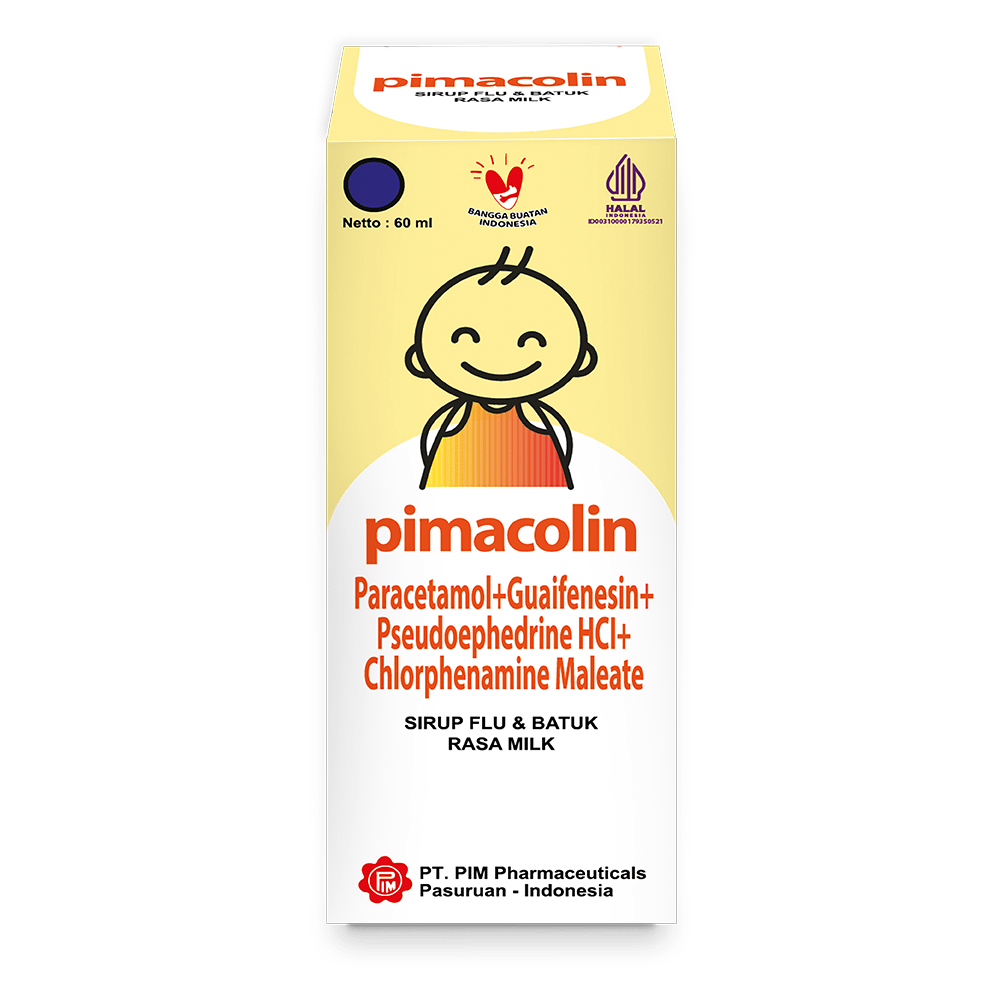 pimacolin
SIRUP FLU & BATUK
RASA MILK
Netto : 60 ml
BANGGA BUATAN
INDONESIA
HALAL
INDONESIA
ID00310000179350521
pimacolin
Paracetamol+Guaifenesin+
Pseudoephedrine HCl+
Chlorphenamine Maleate
SIRUP FLU & BATUK
RASA MILK
PIM
PT. PIM Pharmaceuticals
Pasuruan - Indonesia